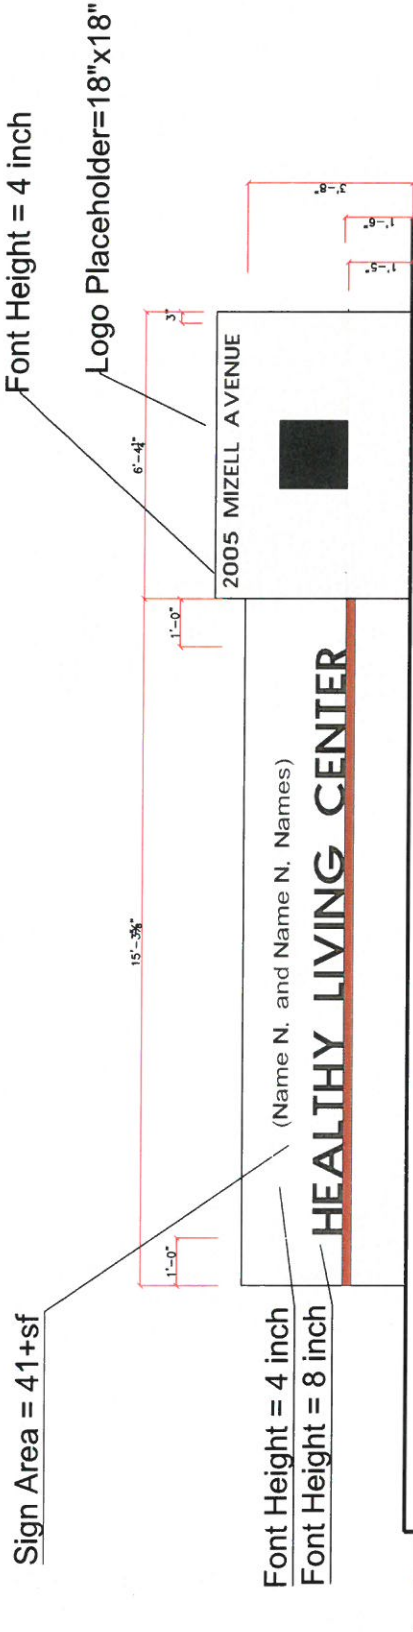 Font Height = 4 inch
Logo Placeholder=18"x18"
Sign Area = 41+sf
6'-4¼"
3"
15'-3⅝"
1'-0"
1'-0"
3'-8"
1'-6"
1'-5"
2005 MIZELL AVENUE
(Name N. and Name N. Names)
HEALTHY LIVING CENTER
Font Height = 4 inch
Font Height = 8 inch